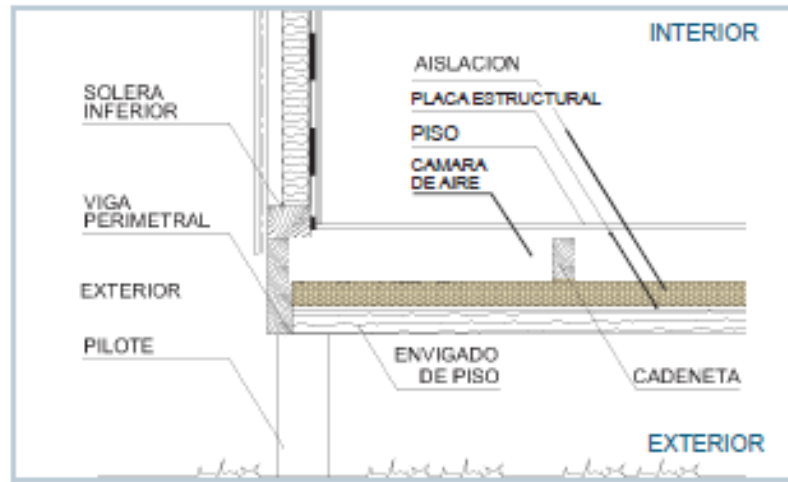 INTERIOR
AISLACION
PLACA ESTRUCTURAL
PISO
CAMARA
DE AIRE
SOLERA
INFERIOR
VIGA
PERIMETRAL
EXTERIOR
PILOTE
ENVIGADO
DE PISO
CADENETA
EXTERIOR